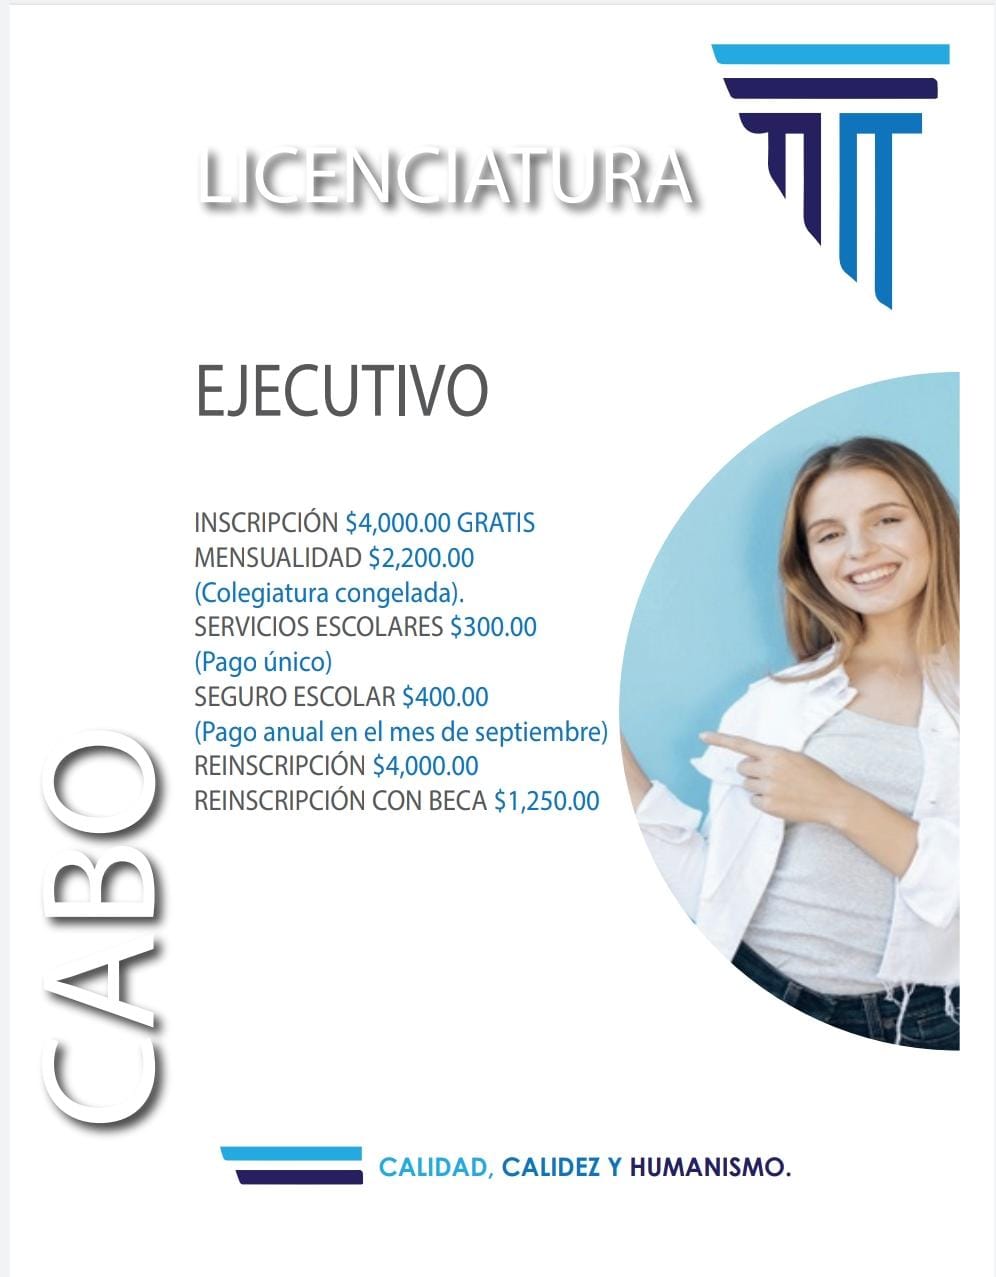 LICENCIATURA
EJECUTIVO
INSCRIPCIÓN $4,000.00 GRATIS
MENSUALIDAD $2,200.00
(Colegiatura congelada).
SERVICIOS ESCOLARES $300.00
(Pago único)
SEGURO ESCOLAR $400.00
(Pago anual en el mes de septiembre)
REINSCRIPCIÓN $4,000.00
REINSCRIPCIÓN CON BECA $1,250.00
CABO
CALIDAD, CALIDEZ Y HUMANISMO.